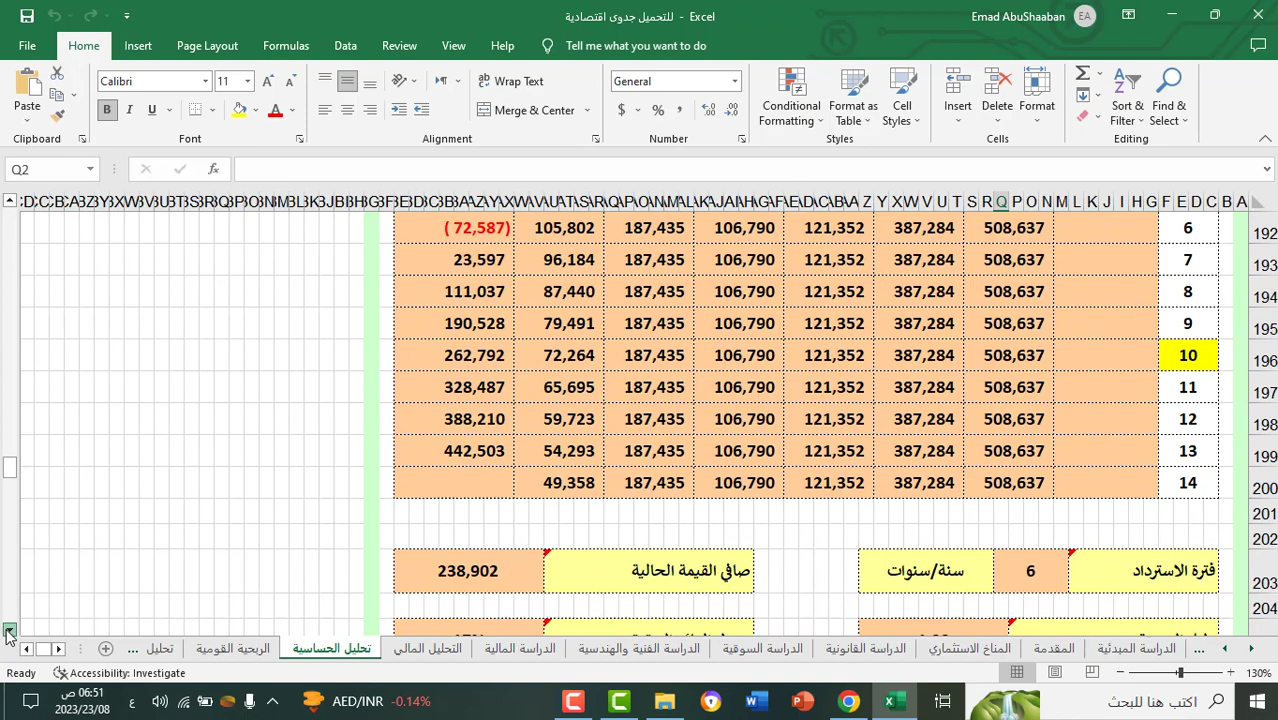 للتحميل جدوى اقتصادية - Excel
Emad AbuShaaban EA
File Home Insert Page Layout Formulas Data Review View Help Tell me what you want to do
Calibri 11 Wrap Text General
Paste B I U Merge & Center $ % , Conditional Formatting Format as Table Cell Styles Insert Delete Format Sort & Filter Find & Select
Clipboard Font Alignment Number Styles Cells Editing
Q2
( 72,587) 105,802 187,435 106,790 121,352 387,284 508,637 6 192
23,597 96,184 187,435 106,790 121,352 387,284 508,637 7 193
111,037 87,440 187,435 106,790 121,352 387,284 508,637 8 194
190,528 79,491 187,435 106,790 121,352 387,284 508,637 9 195
262,792 72,264 187,435 106,790 121,352 387,284 508,637 10 196
328,487 65,695 187,435 106,790 121,352 387,284 508,637 11 197
388,210 59,723 187,435 106,790 121,352 387,284 508,637 12 198
442,503 54,293 187,435 106,790 121,352 387,284 508,637 13 199
49,358 187,435 106,790 121,352 387,284 508,637 14 200
201
202
فترة الاسترداد 6 سنة/سنوات صافي القيمة الحالية 238,902 203
204
الدراسة المبدئية المقدمة المناخ الاستثماري الدراسة القانونية الدراسة السوقية الدراسة الفنية والهندسية الدراسة المالية التحليل المالي تحليل الحساسية الربحية القومية تحليل
Ready Accessibility: Investigate 130%
اكتب هنا للبحث
AED/INR -0.14%
06:51 ص
2023/23/08
ع